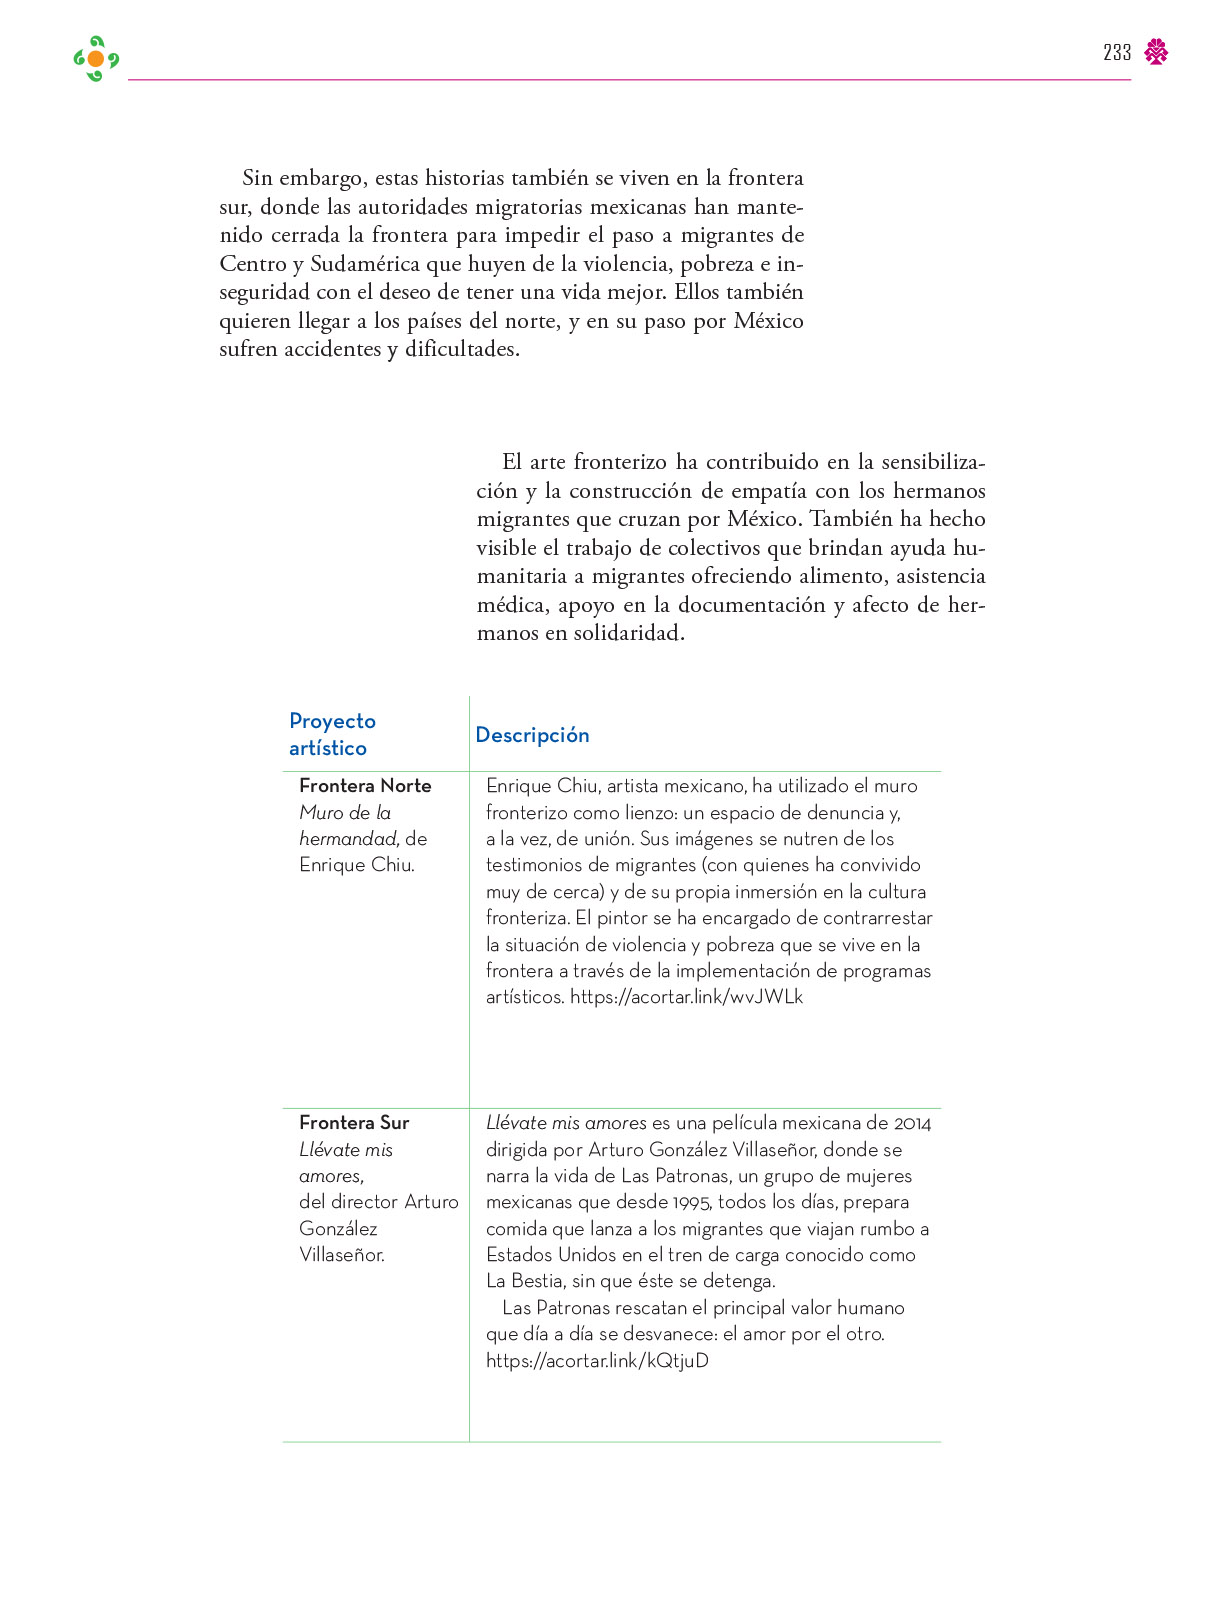 233
Sin embargo, estas historias también se viven en la frontera
sur, donde las autoridades migratorias mexicanas han mante-
nido cerrada la frontera para impedir el paso a migrantes de
Centro y Sudamérica que huyen de la violencia, pobreza e in-
seguridad con el deseo de tener una vida mejor. Ellos también
quieren llegar a los países del norte, y en su paso por México
sufren accidentes y dificultades.
El arte fronterizo ha contribuido en la sensibiliza-
ción y la construcción de empatía con los hermanos
migrantes que cruzan por México. También ha hecho
visible el trabajo de colectivos que brindan ayuda hu-
manitaria a migrantes ofreciendo alimento, asistencia
médica, apoyo en la documentación y afecto de her-
manos en solidaridad.
Proyecto
artístico
Descripción
Frontera Norte
Muro de la
hermandad, de
Enrique Chiu.
Enrique Chiu, artista mexicano, ha utilizado el muro
fronterizo como lienzo: un espacio de denuncia y,
a la vez, de unión. Sus imágenes se nutren de los
testimonios de migrantes (con quienes ha convivido
muy de cerca) y de su propia inmersión en la cultura
fronteriza. El pintor se ha encargado de contrarrestar
la situación de violencia y pobreza que se vive en la
frontera a través de la implementación de programas
artísticos. https://acortar.link/wvJWLk
Frontera Sur
Llévate mis
amores,
del director Arturo
González
Villaseñor.
Llévate mis amores es una película mexicana de 2014
dirigida por Arturo González Villaseñor, donde se
narra la vida de Las Patronas, un grupo de mujeres
mexicanas que desde 1995, todos los días, prepara
comida que lanza a los migrantes que viajan rumbo a
Estados Unidos en el tren de carga conocido como
La Bestia, sin que éste se detenga.
Las Patronas rescatan el principal valor humano
que día a día se desvanece: el amor por el otro.
https://acortar.link/kQtjuD